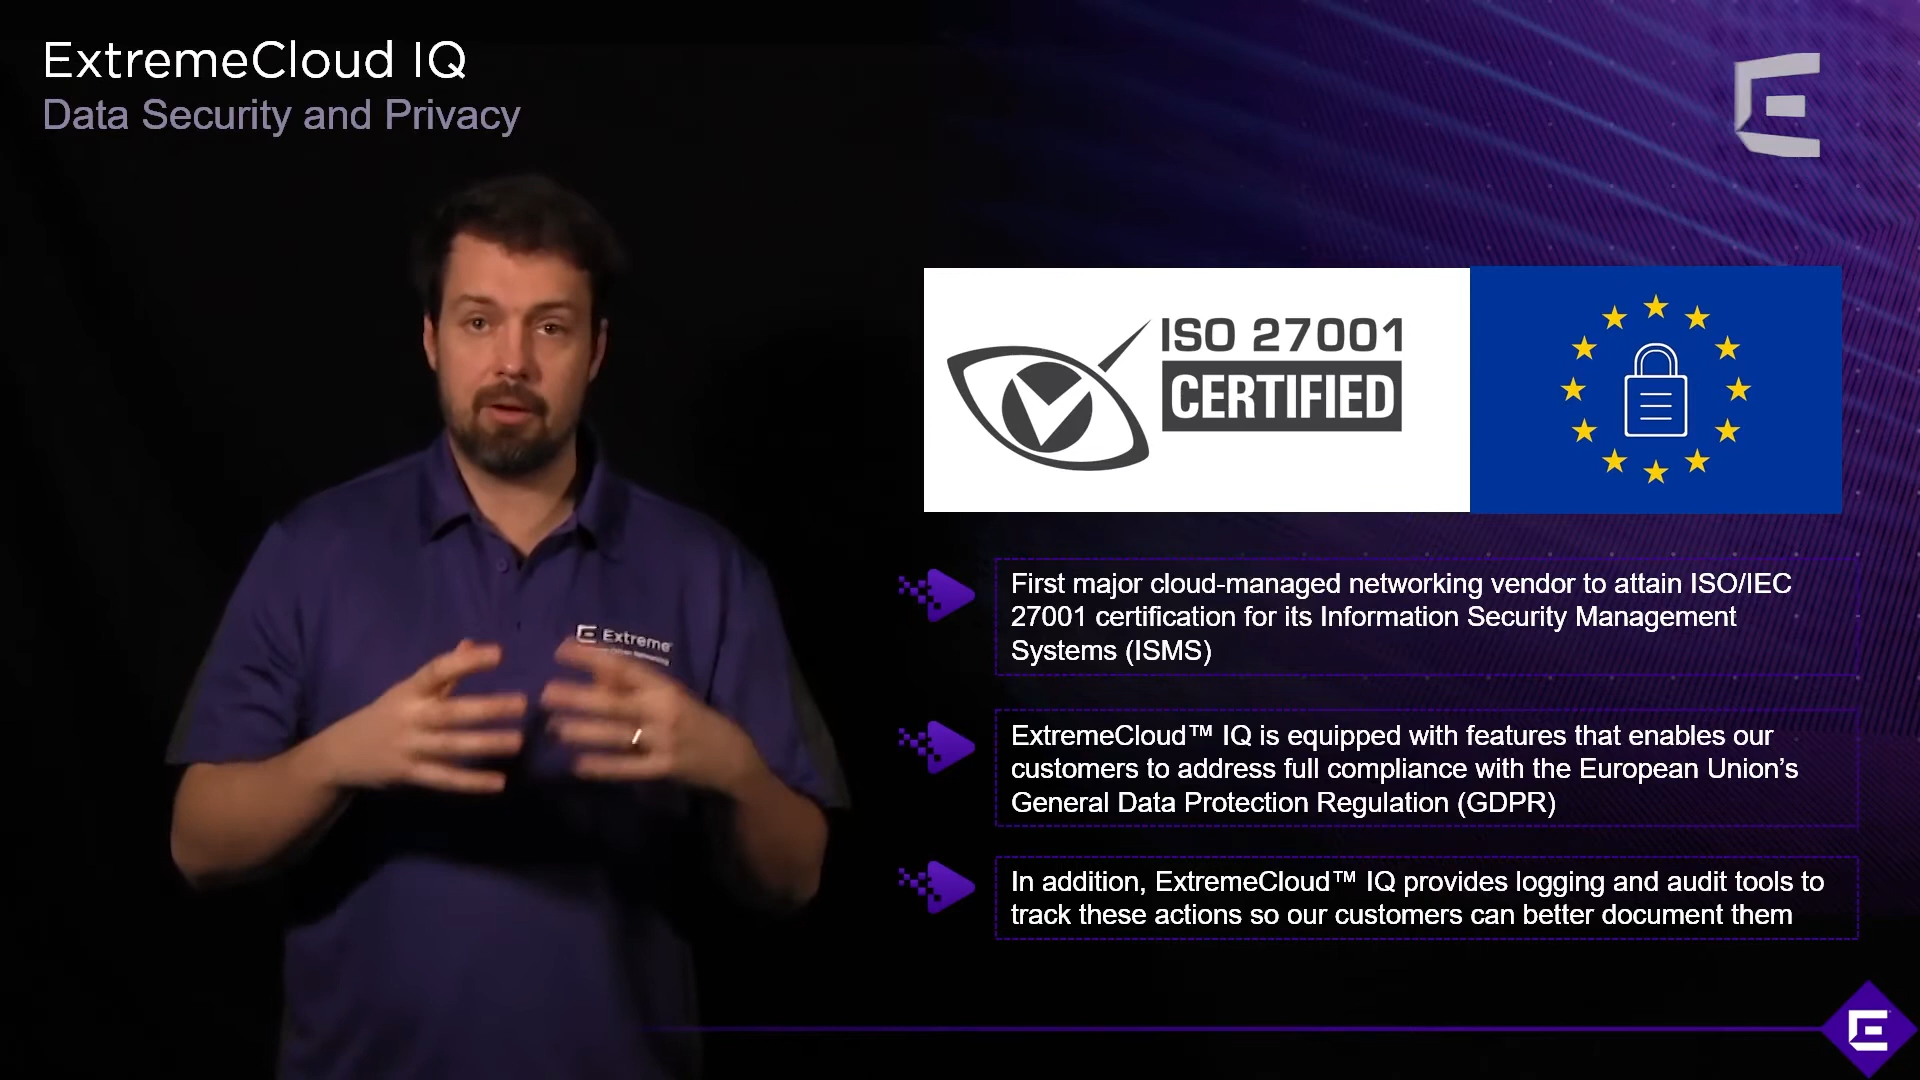 ExtremeCloud IQ
Data Security and Privacy
ISO 27001
CERTIFIED
First major cloud-managed networking vendor to attain ISO/IEC
27001 certification for its Information Security Management
Systems (ISMS)
ExtremeCloud™ IQ is equipped with features that enables our
customers to address full compliance with the European Union’s
General Data Protection Regulation (GDPR)
In addition, ExtremeCloud™ IQ provides logging and audit tools to
track these actions so our customers can better document them
Extreme